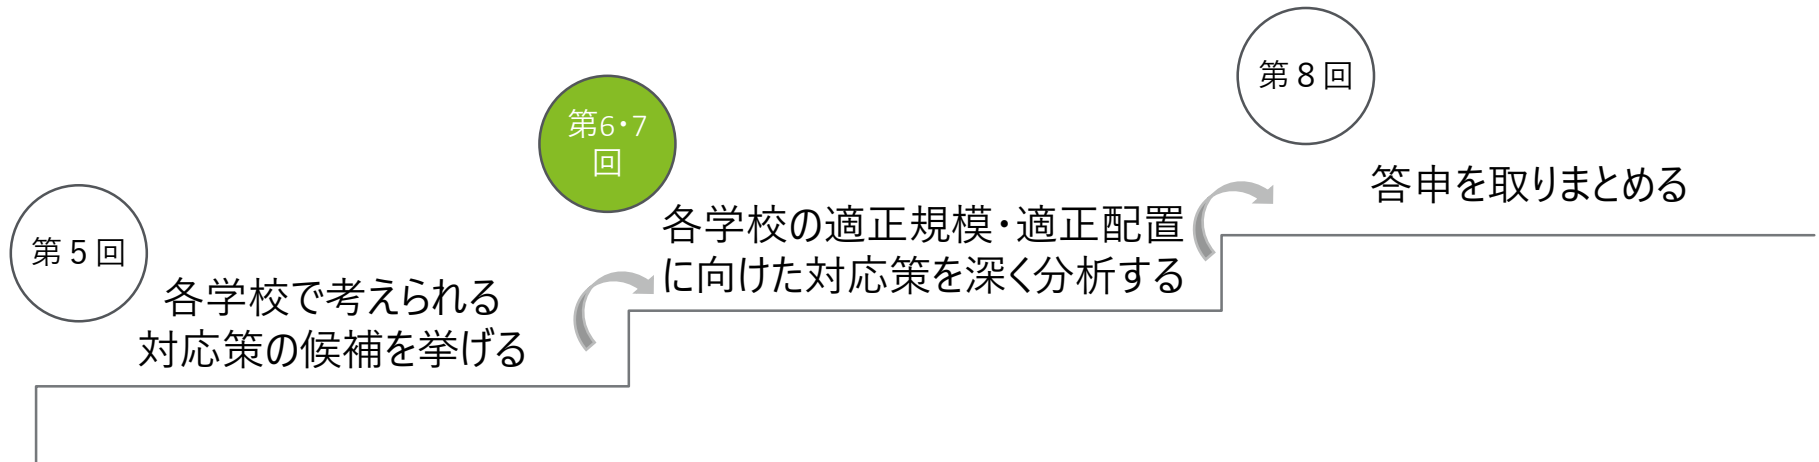 第５回
各学校で考えられる
対応策の候補を挙げる
第6・7
回
各学校の適正規模・適正配置
に向けた対応策を深く分析する
第８回
答申を取りまとめる